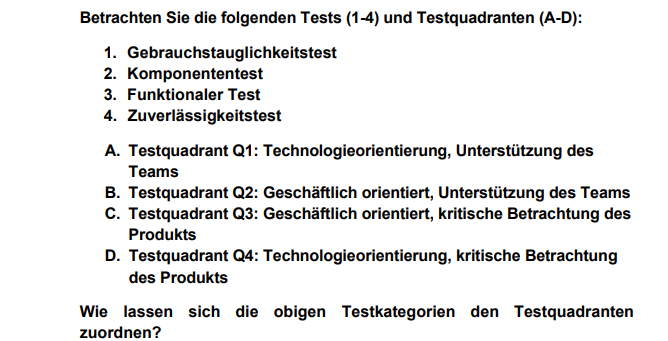 Betrachten Sie die folgenden Tests (1-4) und Testquadranten (A-D):
1. Gebrauchstauglichkeitstest
2. Komponententest
3. Funktionaler Test
4. Zuverlässigkeitstest
A. Testquadrant Q1: Technologieorientierung, Unterstützung des
Teams
B. Testquadrant Q2: Geschäftlich orientiert, Unterstützung des Teams
C. Testquadrant Q3: Geschäftlich orientiert, kritische Betrachtung des
Produkts
D. Testquadrant Q4: Technologieorientierung, kritische Betrachtung
des Produkts
Wie lassen sich die obigen Testkategorien den Testquadranten
zuordnen?